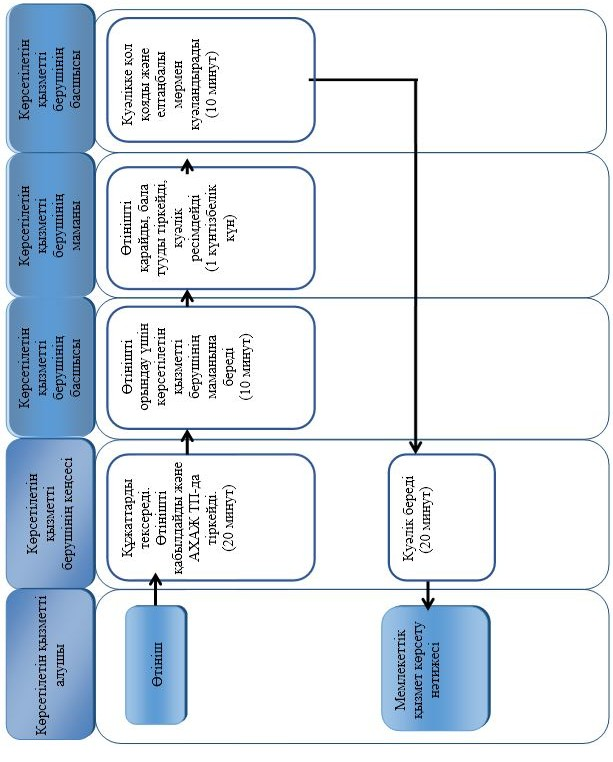 Көрсетілетін қызметті
алушы
Көрсетілетін
қызметті
берушінің кеңсесі
Көрсетілетін
қызметті
берушінің
басшысы
Көрсетілетін
қызметті
берушінің
маманы
Көрсетілетін
қызметті
берушінің
басшысы
Өтініш
Құжаттарды
тексереді.
Өтінішті
қабылдайды және
АХАЖ ТП-да
тіркейді.
(20 минут)
Өтінішті
орындау үшін
көрсетілетін
қызметті
берушінің
маманына
береді
(10 минут)
Өтінішті
қарайды, бала
тууды тіркейді,
куәлік
ресімдейді
(1 күнтізбелік
күн)
Куәлікке қол
қояды және
елтаңбалы
мөрмен
куәландырады
(10 минут)
Куәлік береді
(20 минут)
Мемлекеттік
қызмет көрсету
нәтижесі